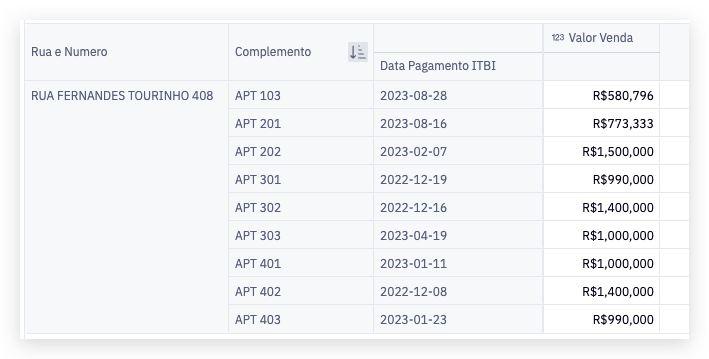 Rua e Numero Complemento 123 Valor Venda
Data Pagamento ITBI
RUA FERNANDES TOURINHO 408 APT 103 2023-08-28 R$580,796
APT 201 2023-08-16 R$773,333
APT 202 2023-02-07 R$1,500,000
APT 301 2022-12-19 R$990,000
APT 302 2022-12-16 R$1,400,000
APT 303 2023-04-19 R$1,000,000
APT 401 2023-01-11 R$1,000,000
APT 402 2022-12-08 R$1,400,000
APT 403 2023-01-23 R$990,000